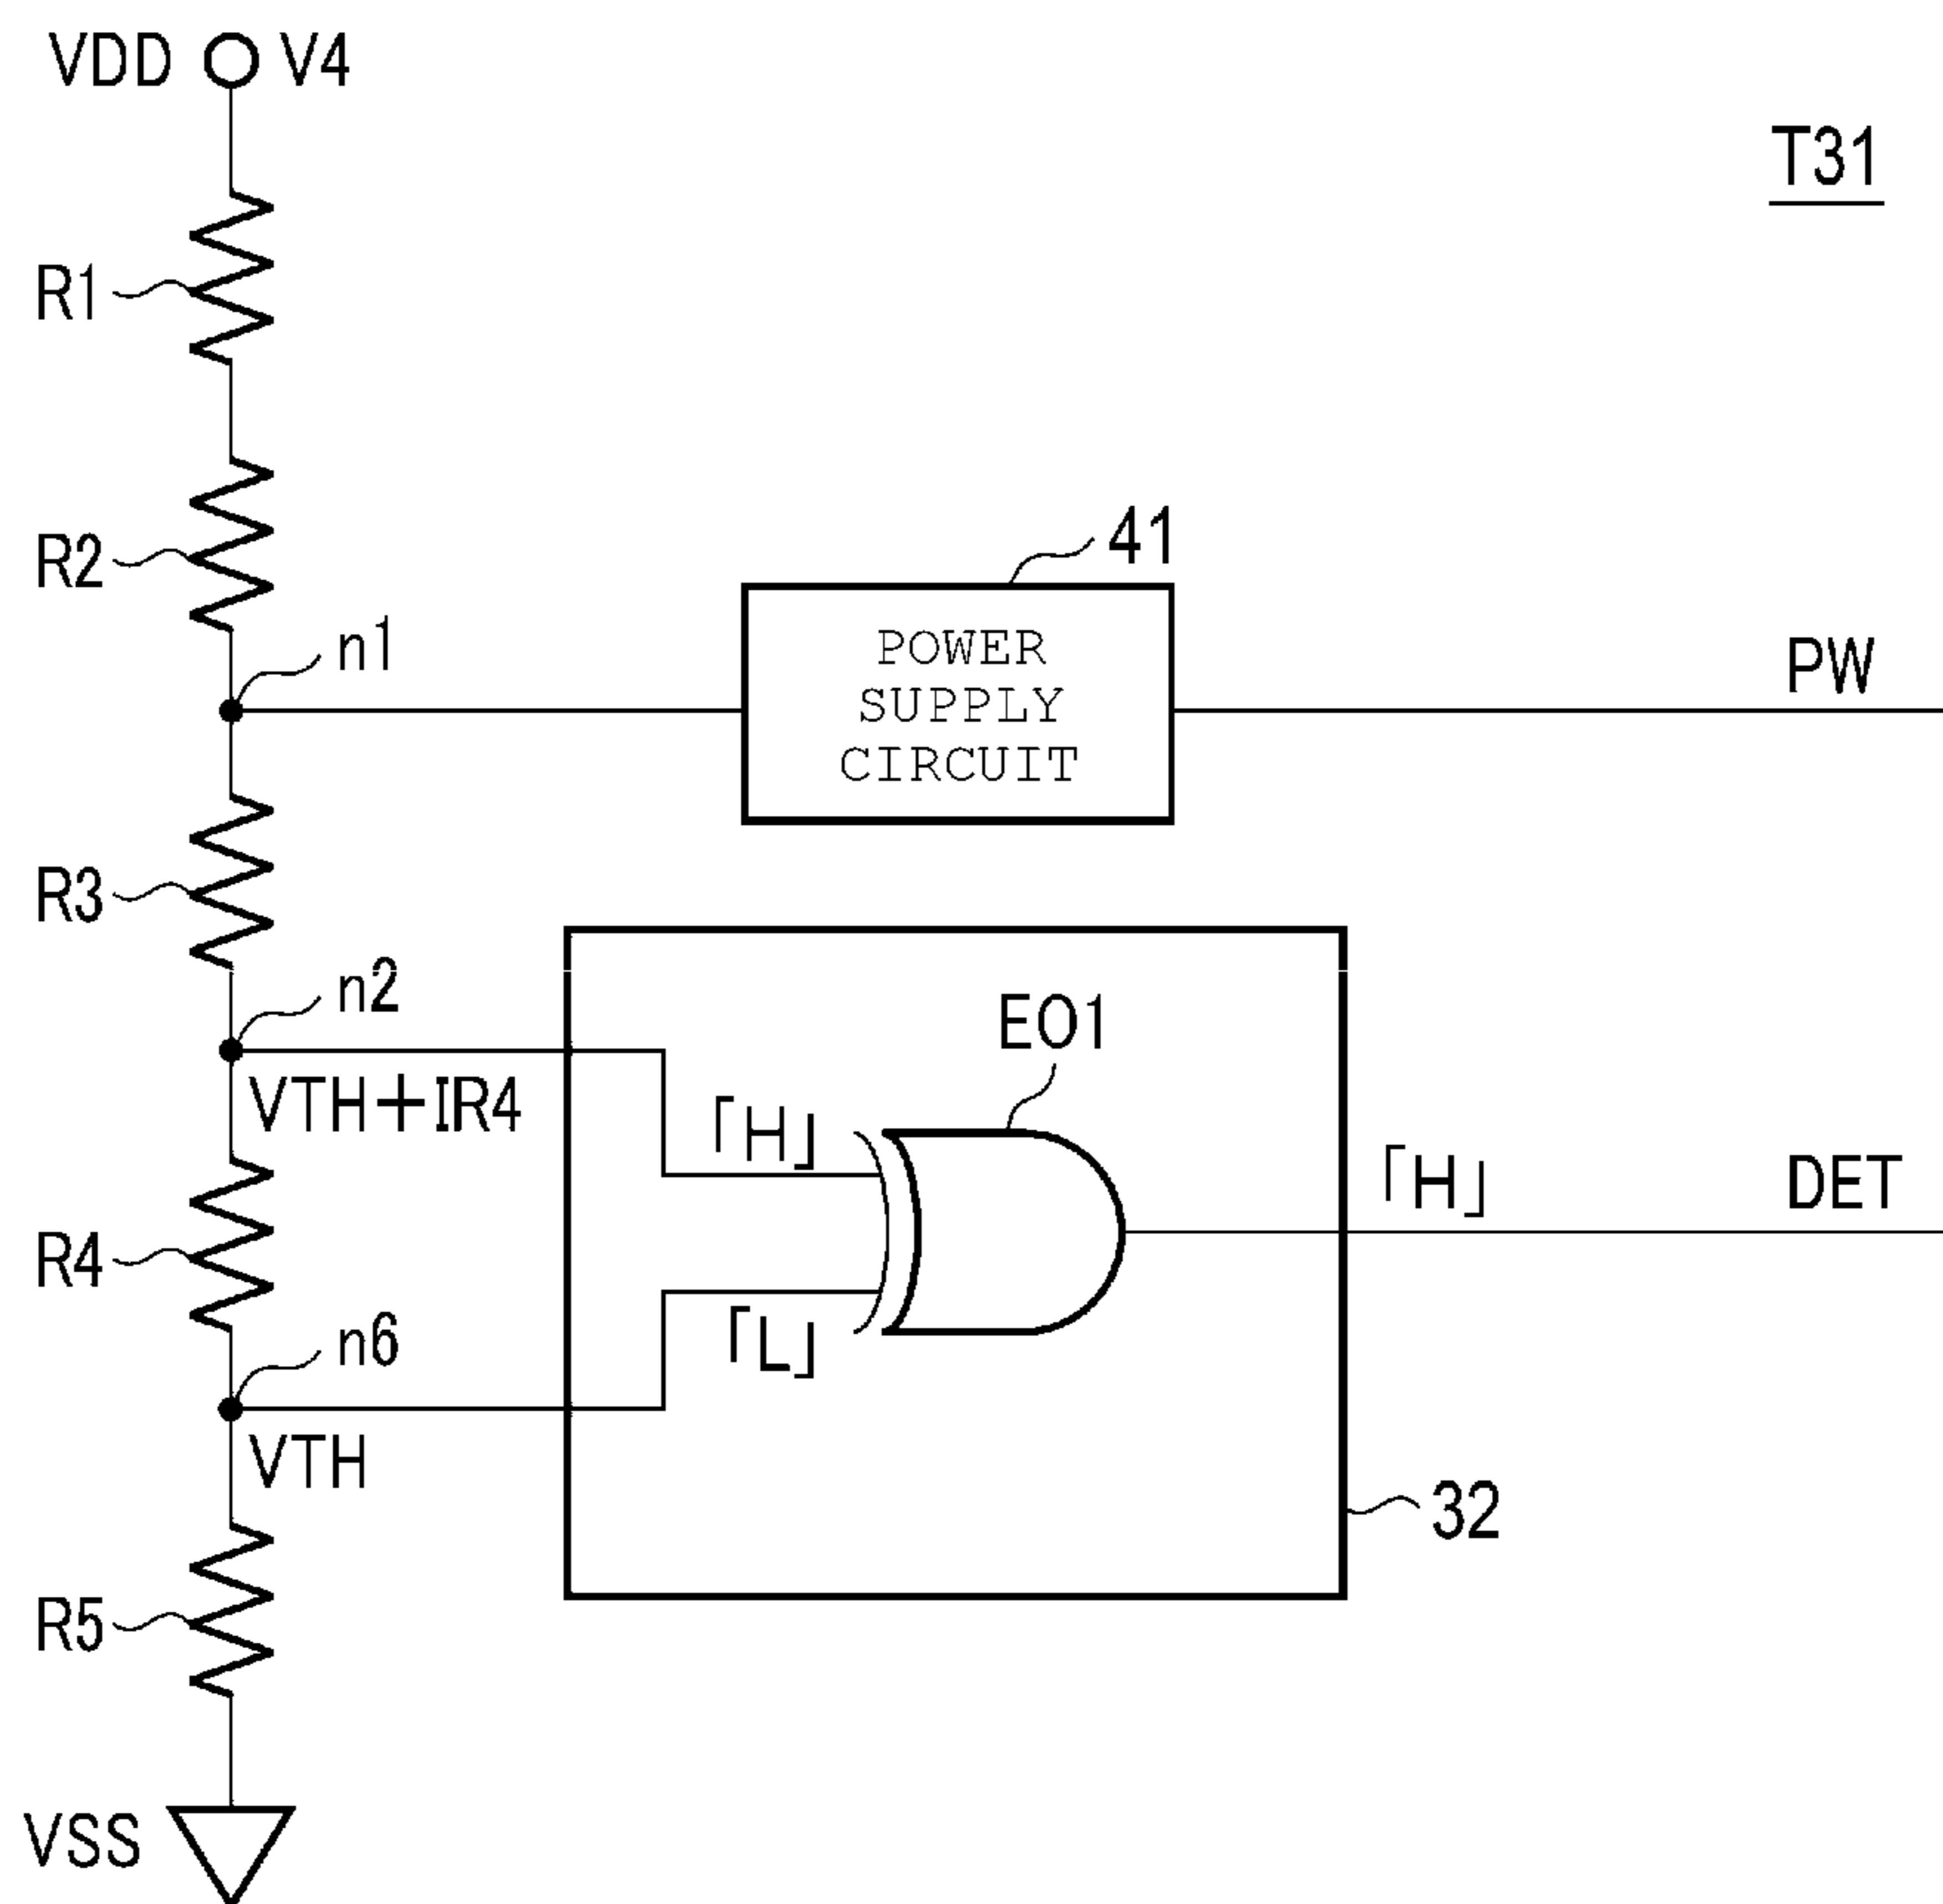 VDD V4
T31
R1
R2
41
POWER
SUPPLY
CIRCUIT
n1
PW
R3
n2
EO1
VTH+IR4
「H」
「H」
DET
R4
「L」
n6
VTH
32
R5
VSS